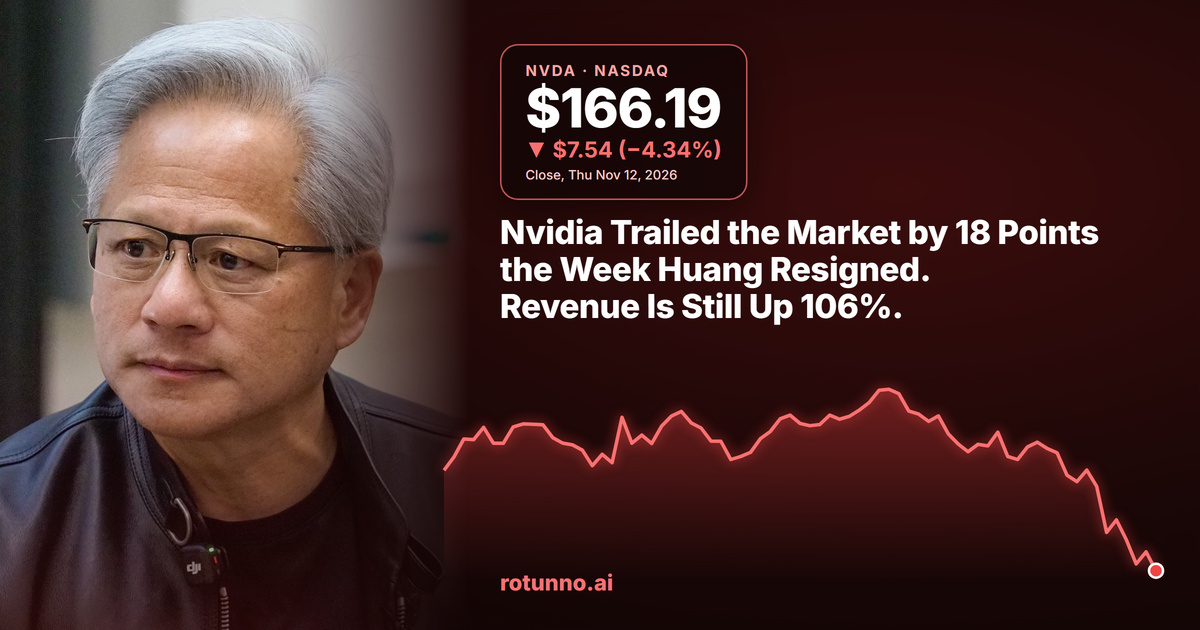 NVDA · NASDAQ
$166.19
▼ $7.54 (−4.34%)
Close, Thu Nov 12, 2026
Nvidia Trailed the Market by 18 Points
the Week Huang Resigned.
Revenue Is Still Up 106%.
dji
rotunno.ai